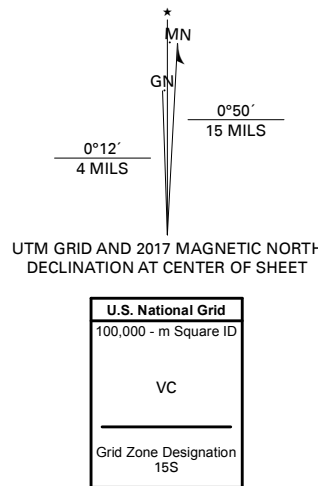 ★
MN
GN
0°50´
15 MILS
0°12´
4 MILS
UTM GRID AND 2017 MAGNETIC NORTH
DECLINATION AT CENTER OF SHEET
U.S. National Grid
100,000 - m Square ID
VC
Grid Zone Designation
15S